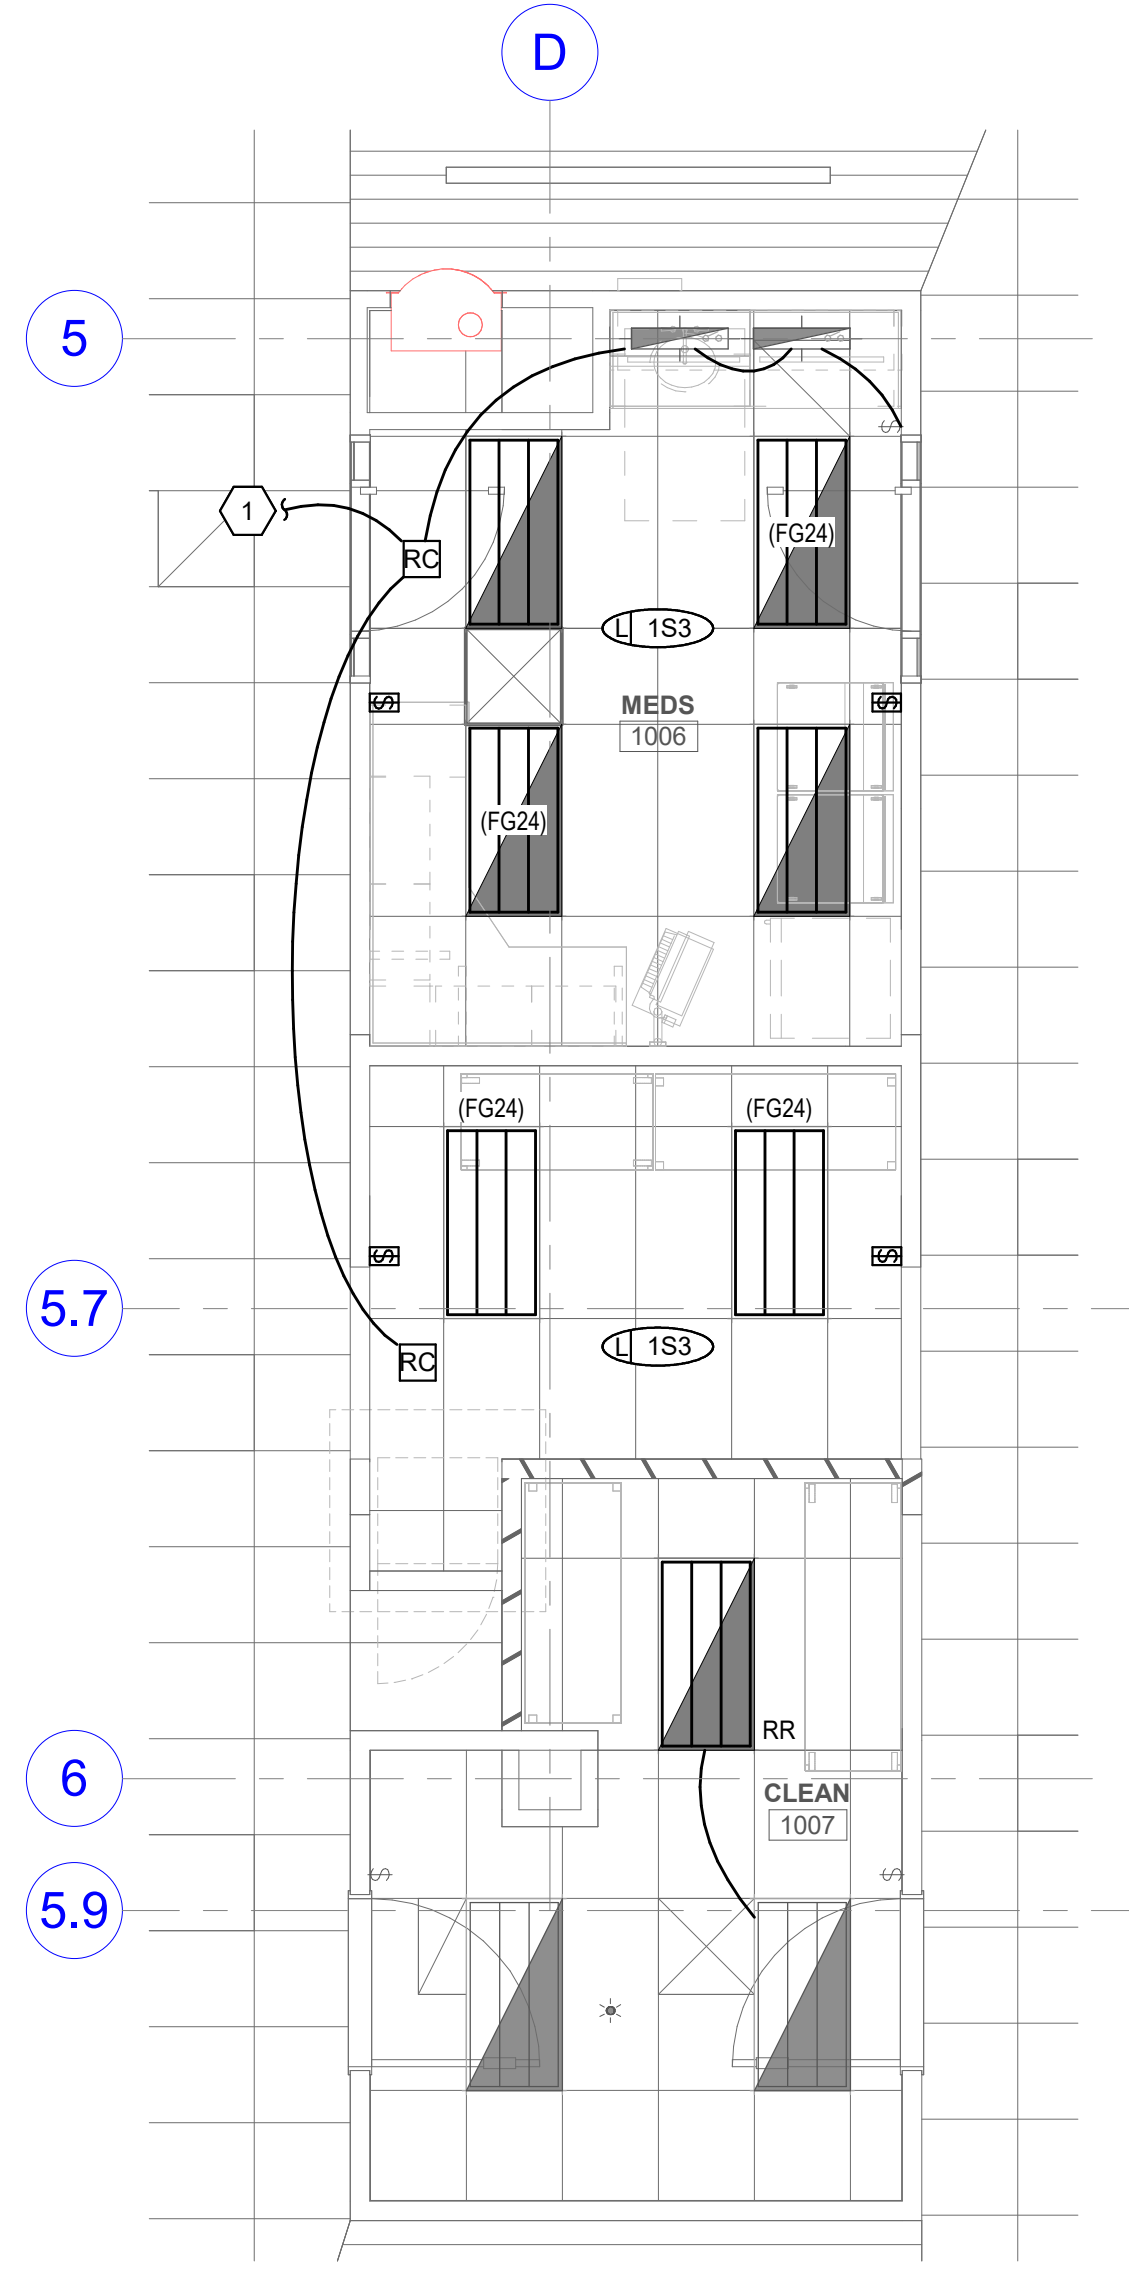 D
5
1
RC
(FG24)
L 1S3
$
$
$
MEDS
1006
(FG24)
(FG24)
(FG24)
$
$
5.7
L 1S3
RC
RR
6
CLEAN
1007
$
$
5.9